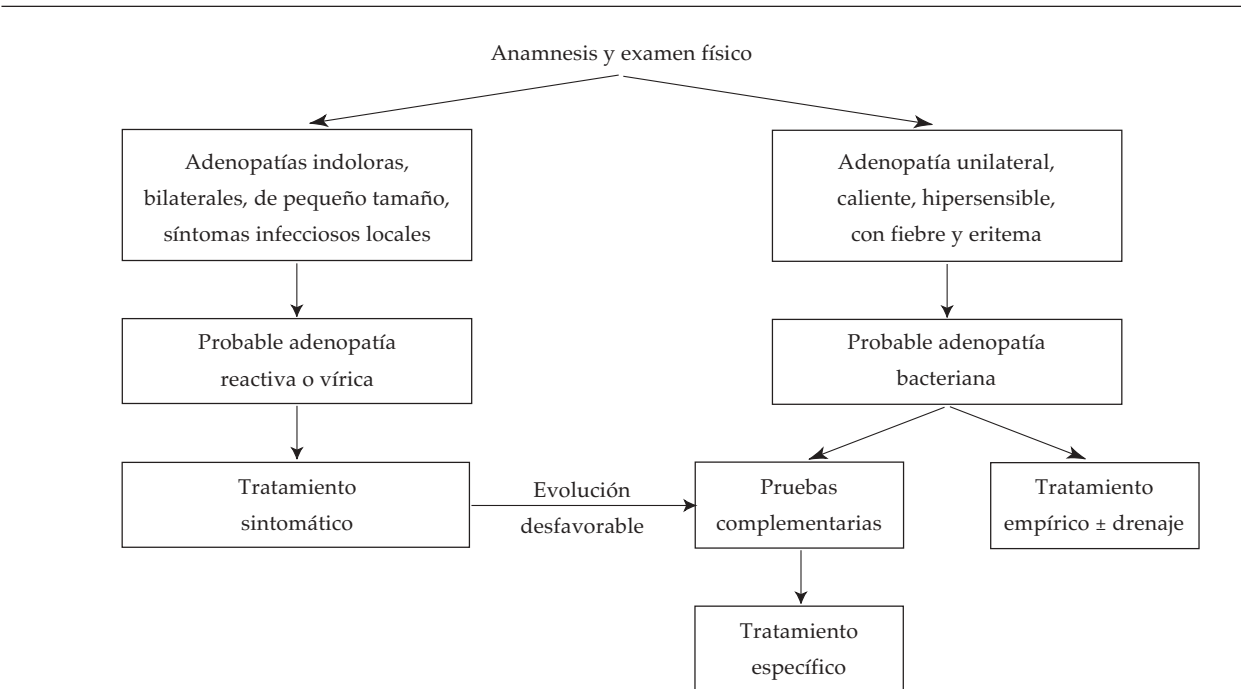 Anamnesis y examen físico
Adenopatías indoloras,
bilaterales, de pequeño tamaño,
síntomas infecciosos locales
Adenopatía unilateral,
caliente, hipersensible,
con fiebre y eritema
Probable adenopatía
reactiva o vírica
Probable adenopatía
bacteriana
Tratamiento
sintomático
Evolución
desfavorable
Pruebas
complementarias
Tratamiento
empírico ± drenaje
Tratamiento
específico